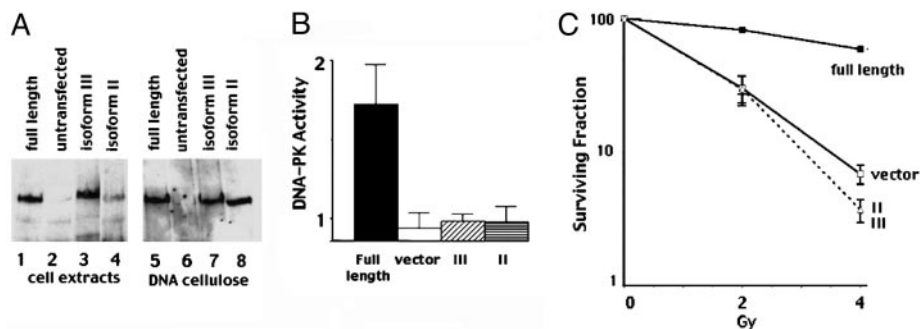 A
full length
untransfected
isoform III
isoform II
full length
untransfected
isoform III
isoform II
1 2 3 4 5 6 7 8
cell extracts DNA cellulose
B
DNA-PK Activity
2
1
Full length vector III II
C
Surviving Fraction
100
10
1
full length
vector
II
III
0 2 4
Gy